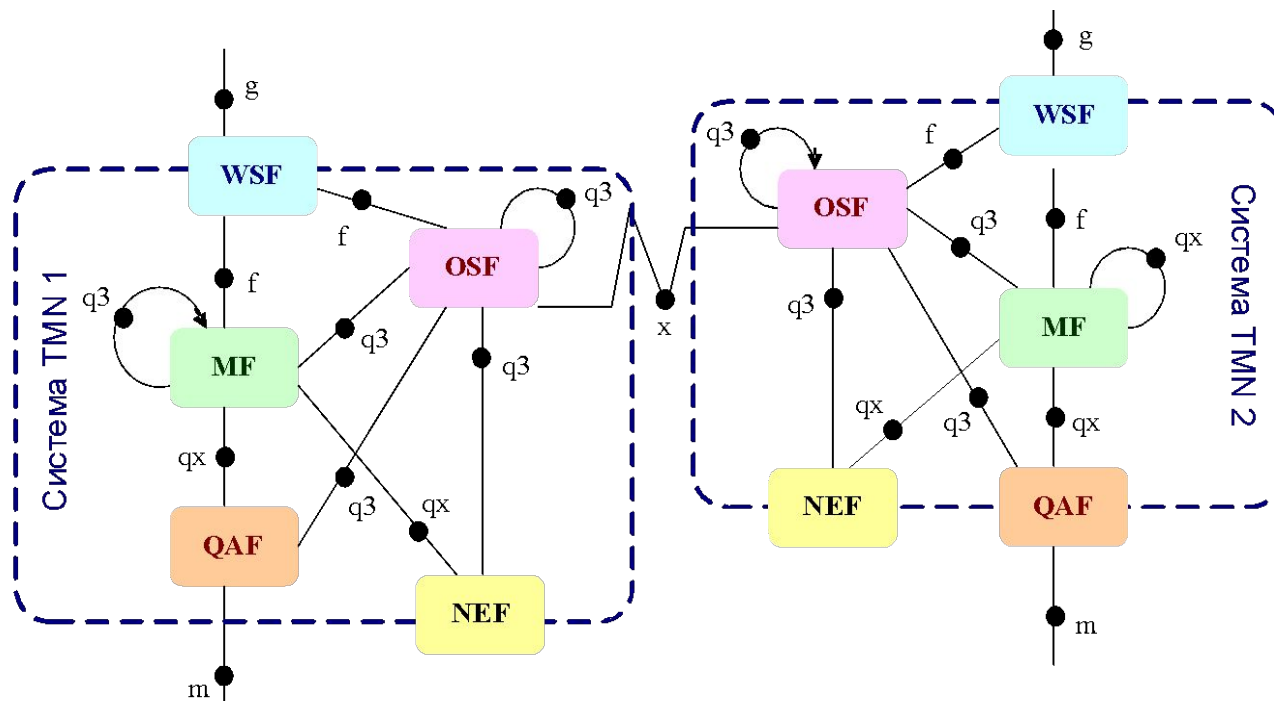 g
WSF
f
q3
f
OSF
q3
q3
MF
q3
qx
q3
qx
QAF
NEF
m
Система TMN 1
x
g
WSF
q3
f
OSF
f
q3
qx
q3
MF
qx
q3
qx
NEF
QAF
m
Система TMN 2